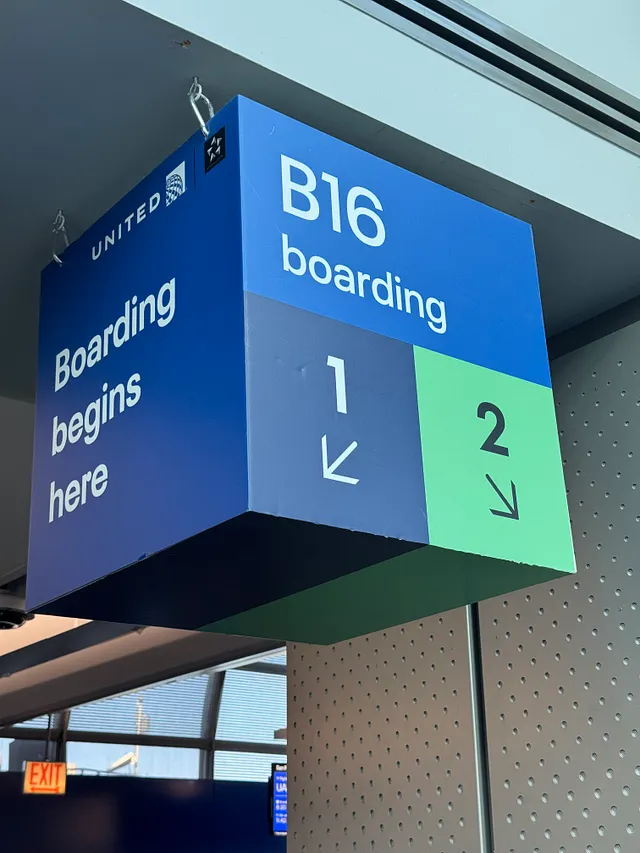 UNITED
Boarding
begins
here
B16
boarding
1
2
EXIT